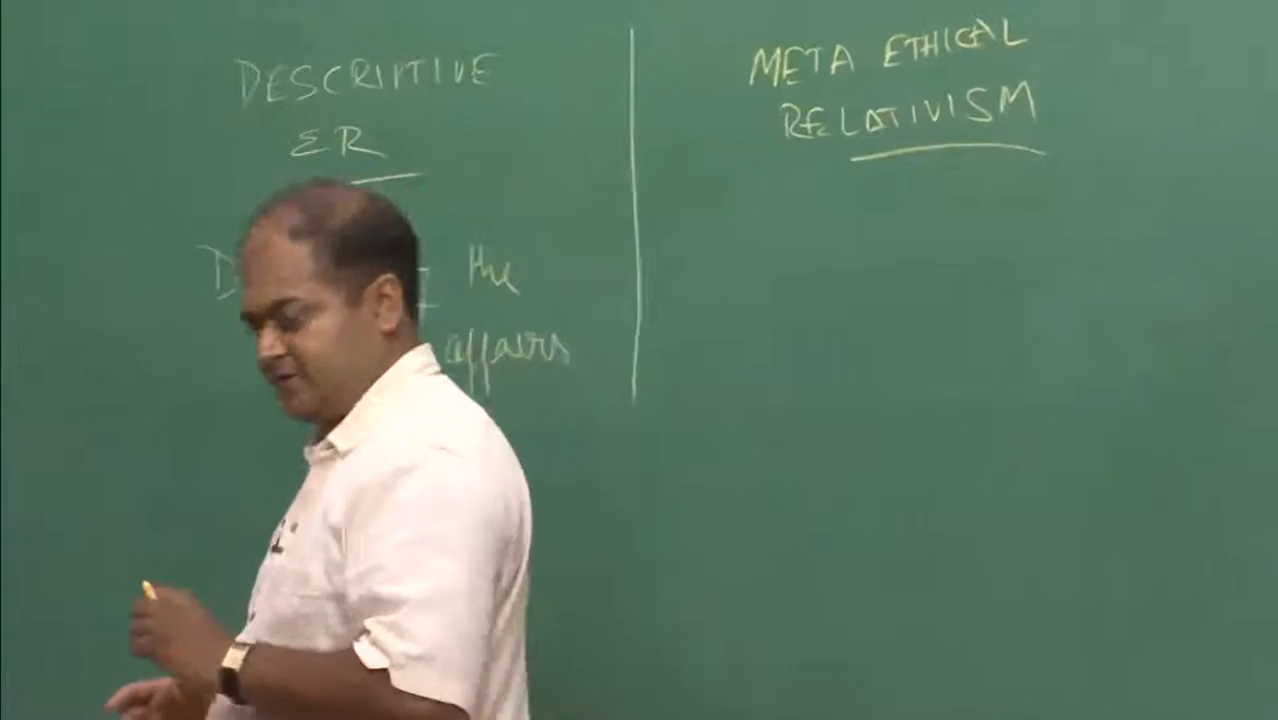 DESCRIPTIVE
ER
the
affairs
META ETHICAL
RELATIVISM